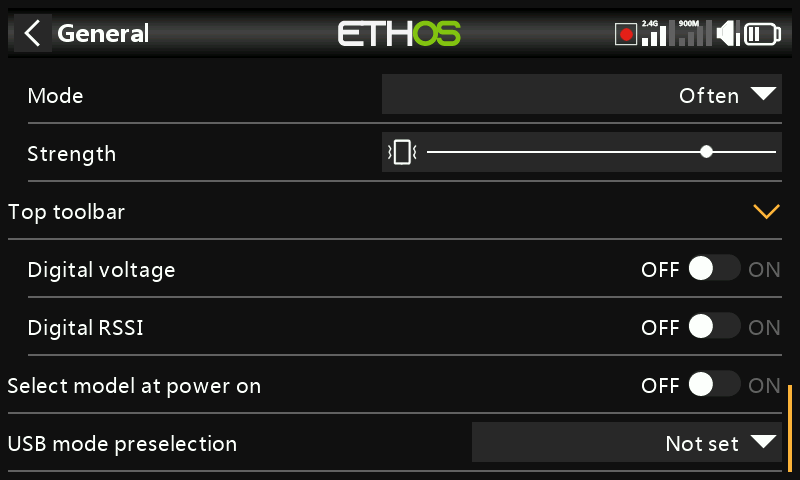 General
ETHOS
2.4G
900M
Mode
Often
Strength
Top toolbar
Digital voltage
OFF ON
Digital RSSI
OFF ON
Select model at power on
OFF ON
USB mode preselection
Not set